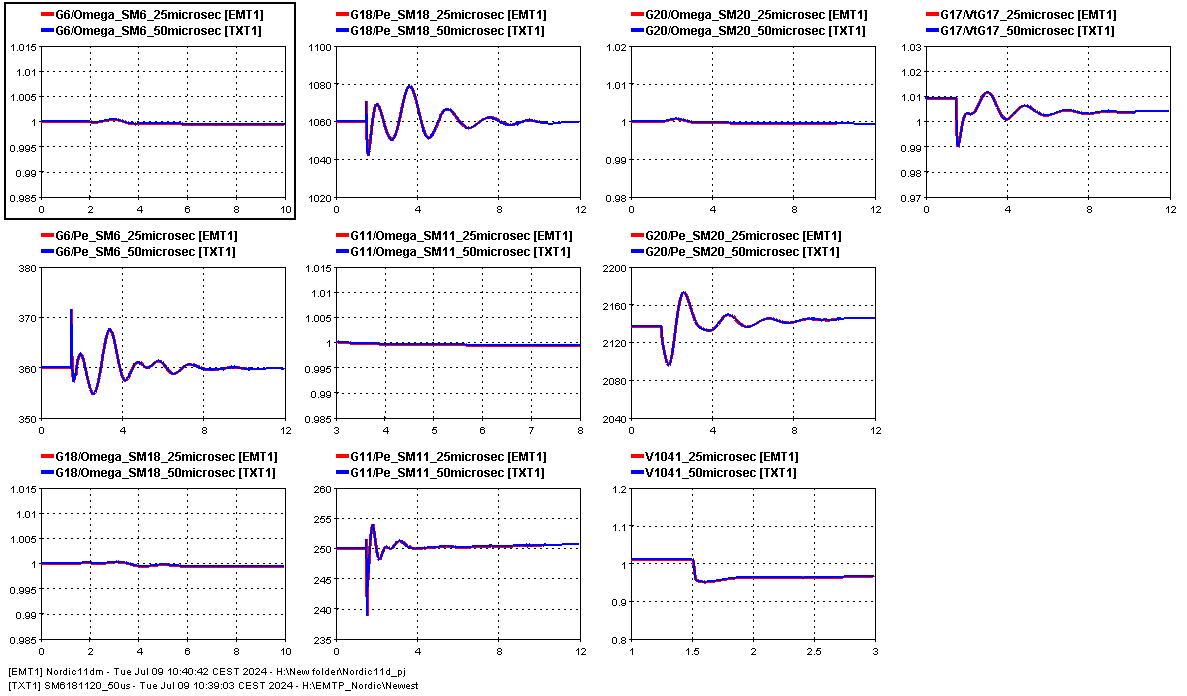 G6/Omega_SM6_25microsec [EMT1]
G6/Omega_SM6_50microsec [TXT1]
1.015
1.01
1.005
1
0.995
0.99
0.985
0 2 4 6 8 10
G18/Pe_SM18_25microsec [EMT1]
G18/Pe_SM18_50microsec [TXT1]
1100
1080
1060
1040
1020
0 4 8 12
G20/Omega_SM20_25microsec [EMT1]
G20/Omega_SM20_50microsec [TXT1]
1.02
1.01
1
0.99
0.98
0 4 8 12
G17/VtG17_25microsec [EMT1]
G17/VtG17_50microsec [TXT1]
1.03
1.02
1.01
1
0.99
0.98
0.97
0 4 8 12
G6/Pe_SM6_25microsec [EMT1]
G6/Pe_SM6_50microsec [TXT1]
380
370
360
350
0 4 8 12
G11/Omega_SM11_25microsec [EMT1]
G11/Omega_SM11_50microsec [TXT1]
1.015
1.01
1.005
1
0.995
0.99
0.985
3 4 5 6 7 8
G20/Pe_SM20_25microsec [EMT1]
G20/Pe_SM20_50microsec [TXT1]
2200
2160
2120
2080
2040
0 4 8 12
G18/Omega_SM18_25microsec [EMT1]
G18/Omega_SM18_50microsec [TXT1]
1.015
1.01
1.005
1
0.995
0.99
0.985
0 2 4 6 8 10
G11/Pe_SM11_25microsec [EMT1]
G11/Pe_SM11_50microsec [TXT1]
260
255
250
245
240
235
0 4 8 12
V1041_25microsec [EMT1]
V1041_50microsec [TXT1]
1.2
1.1
1
0.9
0.8
1 1.5 2 2.5 3
[EMT1] Nordic11dm - Tue Jul 09 10:40:42 CEST 2024 - H:\New folder\Nordic11d_pj
[TXT1] SM6181120_50us - Tue Jul 09 10:39:03 CEST 2024 - H:\EMTP_Nordic\Newest